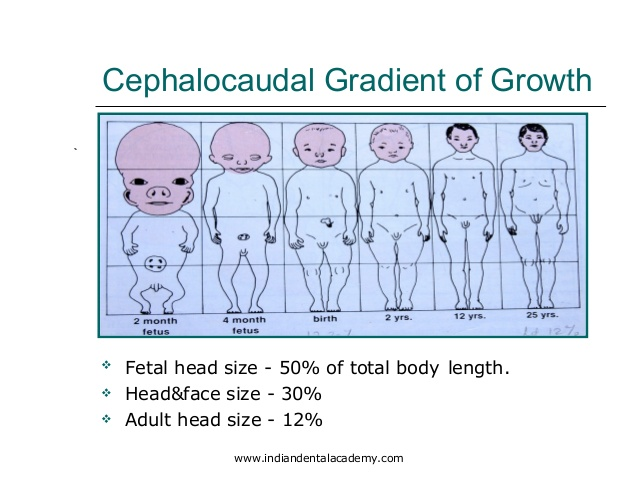 Cephalocaudal Gradient of Growth
2 month fetus
4 month fetus
birth
2 yrs.
12 yrs.
25 yrs.
❖ Fetal head size - 50% of total body length.
❖ Head&face size - 30%
❖ Adult head size - 12%
www.indiandentalacademy.com